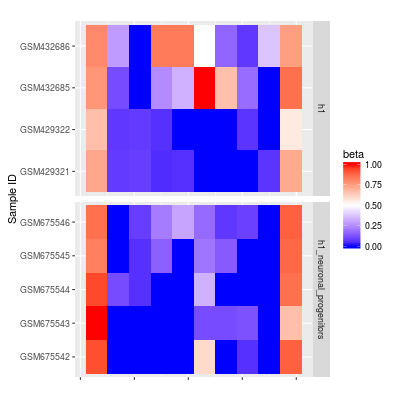 GSM432686
GSM432685
GSM429322
GSM429321
h1
GSM675546
GSM675545
GSM675544
GSM675543
GSM675542
h1_neuronal_progenitors
Sample ID
beta
1.00
0.75
0.50
0.25
0.00